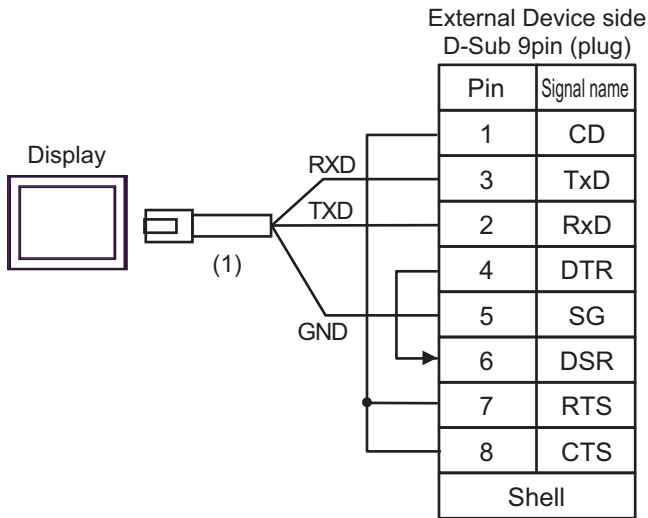 External Device side
D-Sub 9pin (plug)
Pin Signal name
1 CD
Display
RXD
3 TxD
TXD
2 RxD
(1)
4 DTR
5 SG
GND
6 DSR
7 RTS
8 CTS
Shell